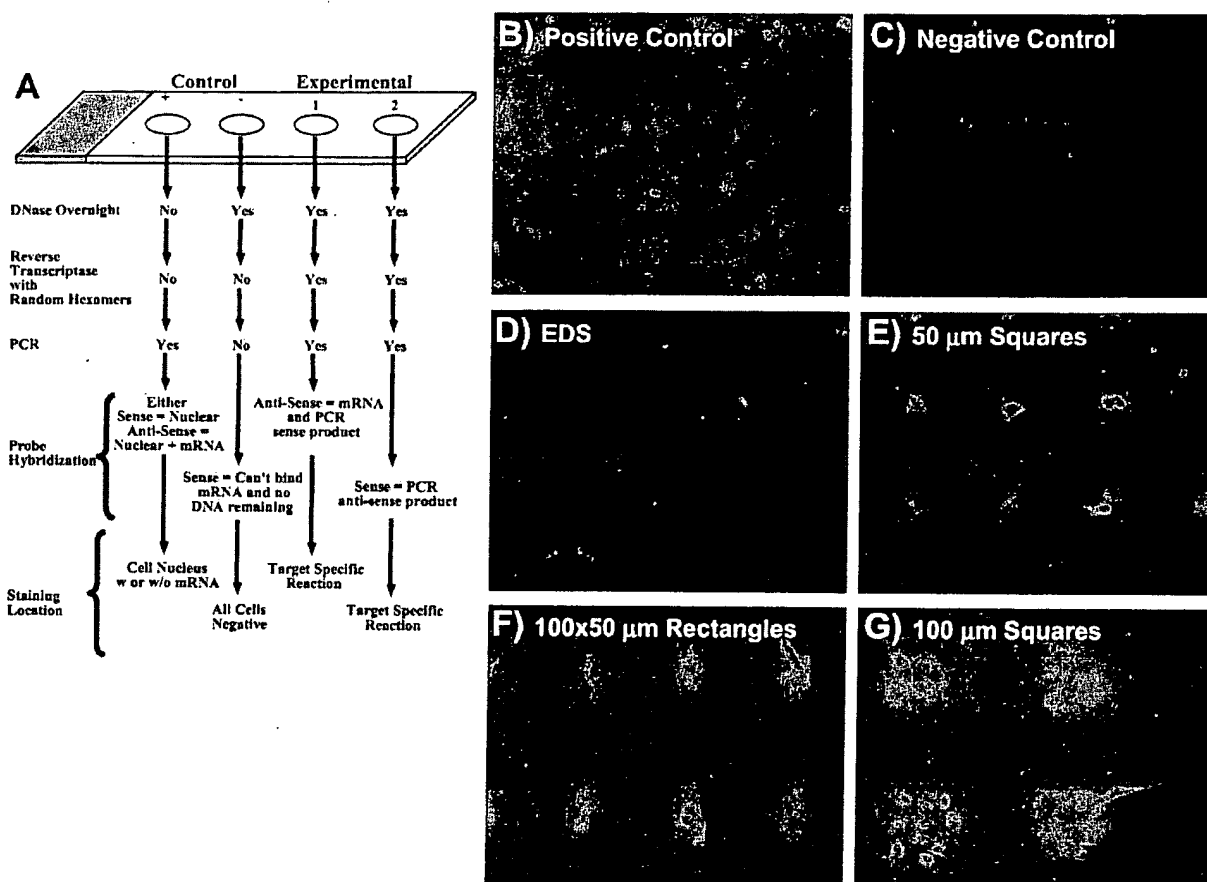 A
Control
Experimental
+
-
1
2
DNase Overnight
No
Yes
Yes
Yes
Reverse
Transcriptase
with
Random Hexomers
No
No
Yes
Yes
PCR
Yes
No
Yes
Yes
Probe
Hybridization
Either
Sense = Nuclear
Anti-Sense =
Nuclear + mRNA
Sense = Can't bind
mRNA and no
DNA remaining
Anti-Sense = mRNA
and PCR
sense product
Sense = PCR
anti-sense product
Staining
Location
Cell Nucleus
w or w/o mRNA
All Cells
Negative
Target Specific
Reaction
Target Specific
Reaction
B) Positive Control
C) Negative Control
D) EDS
E) 50 μm Squares
F) 100x50 μm Rectangles
G) 100 μm Squares